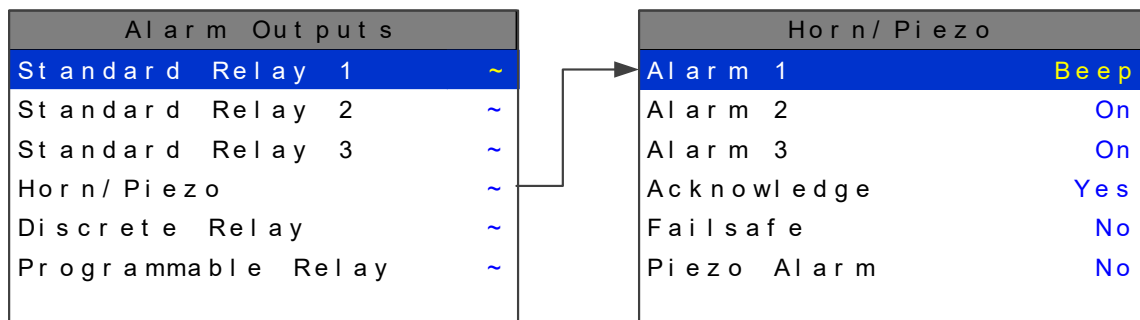 Alarm Outputs
Standard Relay 1 ~
Standard Relay 2 ~
Standard Relay 3 ~
Horn/Piezo ~
Discrete Relay ~
Programmable Relay ~
Horn/Piezo
Alarm 1 Beep
Alarm 2 On
Alarm 3 On
Acknowledge Yes
Failsafe No
Piezo Alarm No